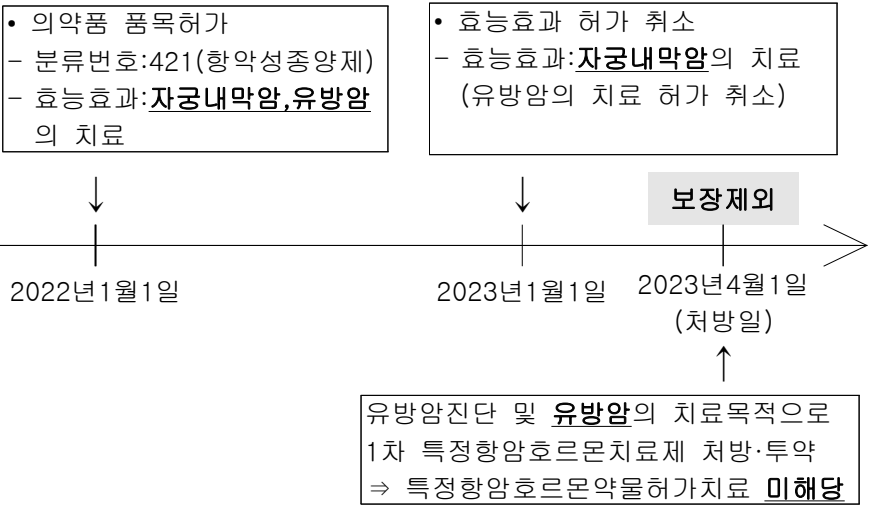 • 의약품 품목허가
- 분류번호:421(항악성종양제)
- 효능효과:자궁내막암,유방암
의 치료
• 효능효과 허가 취소
- 효능효과:자궁내막암의 치료
(유방암의 치료 허가 취소)
↓
↓
보장제외
2022년1월1일
2023년1월1일
2023년4월1일
(처방일)
↑
유방암진단 및 유방암의 치료목적으로
1차 특정항암호르몬치료제 처방·투약
⇒ 특정항암호르몬약물허가치료 미해당